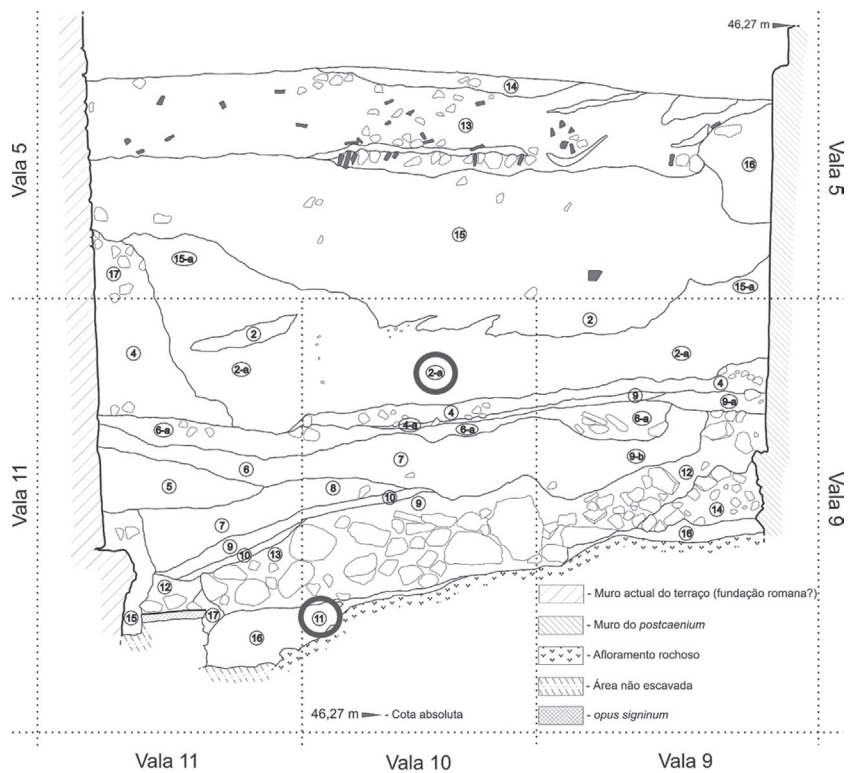 46,27 m
14
13
16
Vala 5
Vala 5
15
17
15-a
15-a
2
2
4
2-a
2-a
2-a
4
9
4
9-a
4-a
6-a
6-a
6-a
6
7
9-b
5
8
12
10
9
7
14
9
10
13
16
12
15
17
11
16
Vala 11
Vala 9
- Muro actual do terraço (fundação romana?)
- Muro do postcaenium
- Afloramento rochoso
- Área não escavada
- opus signinum
46,27 m - Cota absoluta
Vala 11
Vala 10
Vala 9